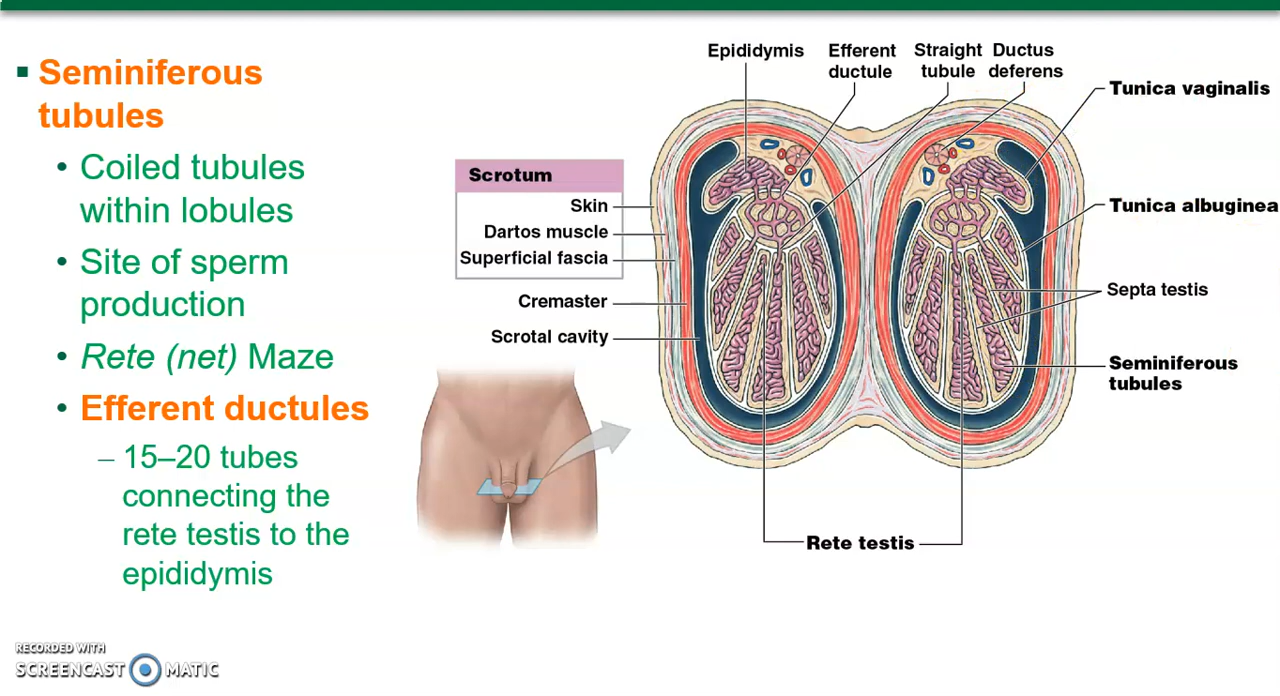 ▪ Seminiferous
tubules
• Coiled tubules
within lobules
• Site of sperm
production
• Rete (net) Maze
• Efferent ductules
– 15–20 tubes
connecting the
rete testis to the
epididymis
Epididymis
Efferent
ductule
Straight
tubule
Ductus
deferens
Tunica vaginalis
Tunica albuginea
Septa testis
Seminiferous
tubules
Scrotum
Skin
Dartos muscle
Superficial fascia
Cremaster
Scrotal cavity
Rete testis
RECORDED WITH
SCREENCAST MATIC